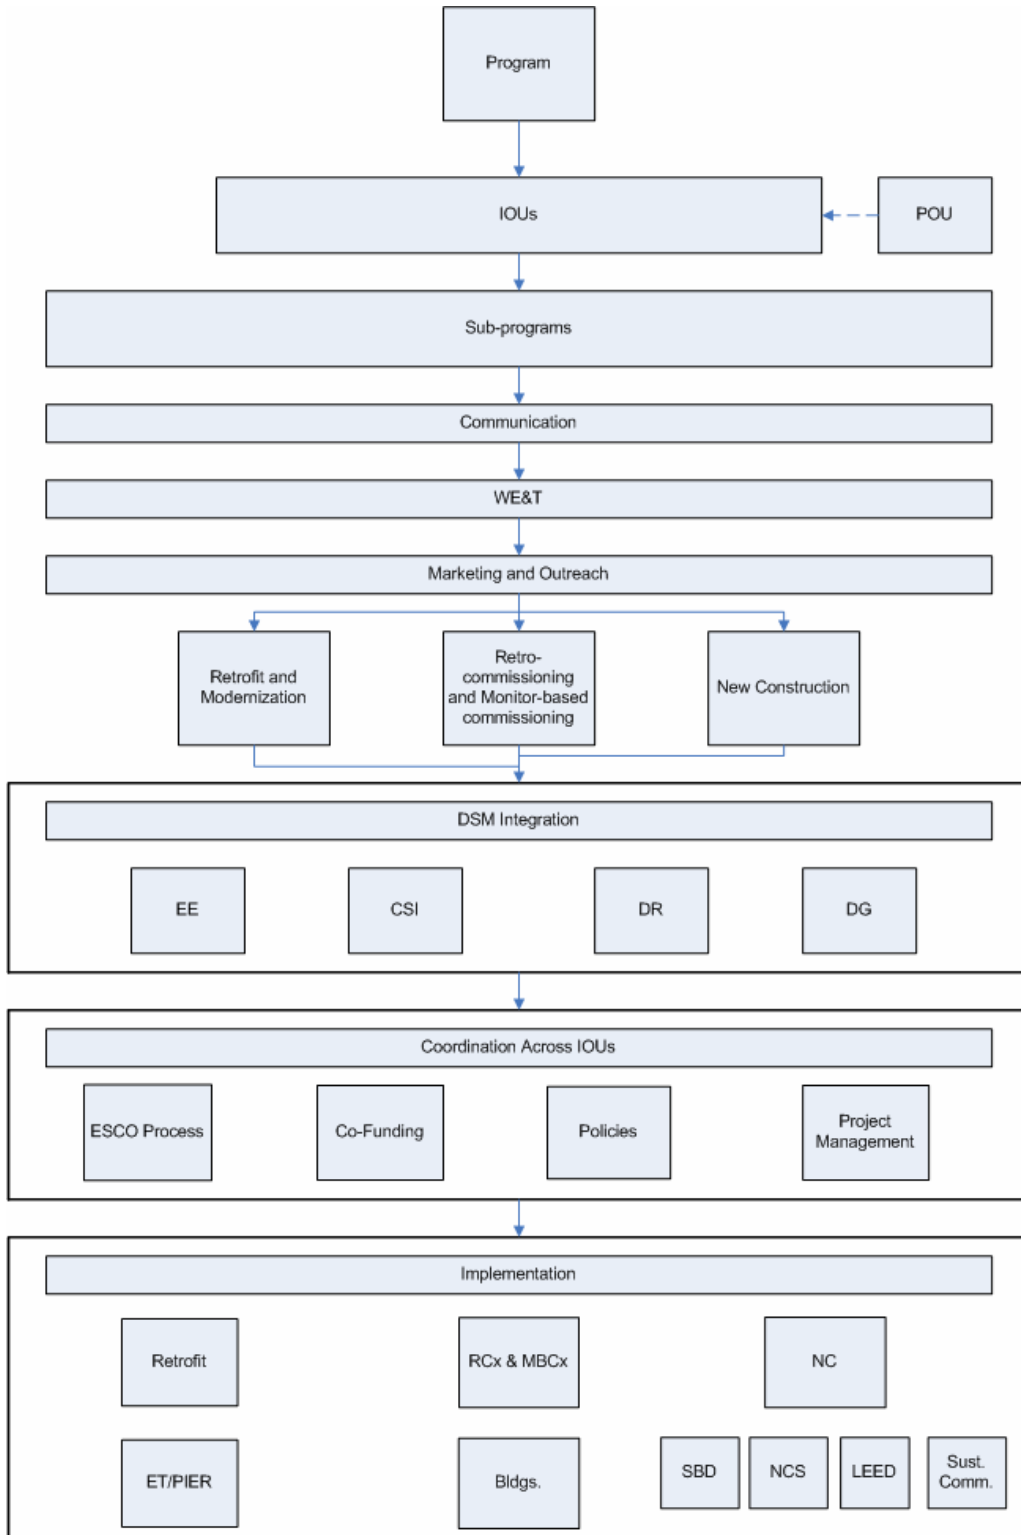 Program
IOUs
POU
Sub-programs
Communication
WE&T
Marketing and Outreach
Retrofit and
Modernization
Retro-
commissioning
and Monitor-based
commissioning
New Construction
DSM Integration
EE
CSI
DR
DG
Coordination Across IOUs
ESCO Process
Co-Funding
Policies
Project
Management
Implementation
Retrofit
RCx & MBCx
NC
ET/PIER
Bldgs.
SBD
NCS
LEED
Sust.
Comm.